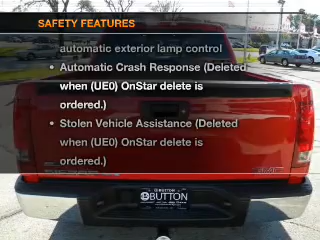 SAFETY FEATURES
automatic exterior lamp control
• Automatic Crash Response (Deleted
when (UE0) OnStar delete is
ordered.)
• Stolen Vehicle Assistance (Deleted
when (UE0) OnStar delete is
ordered.)
GMC
BUTTON